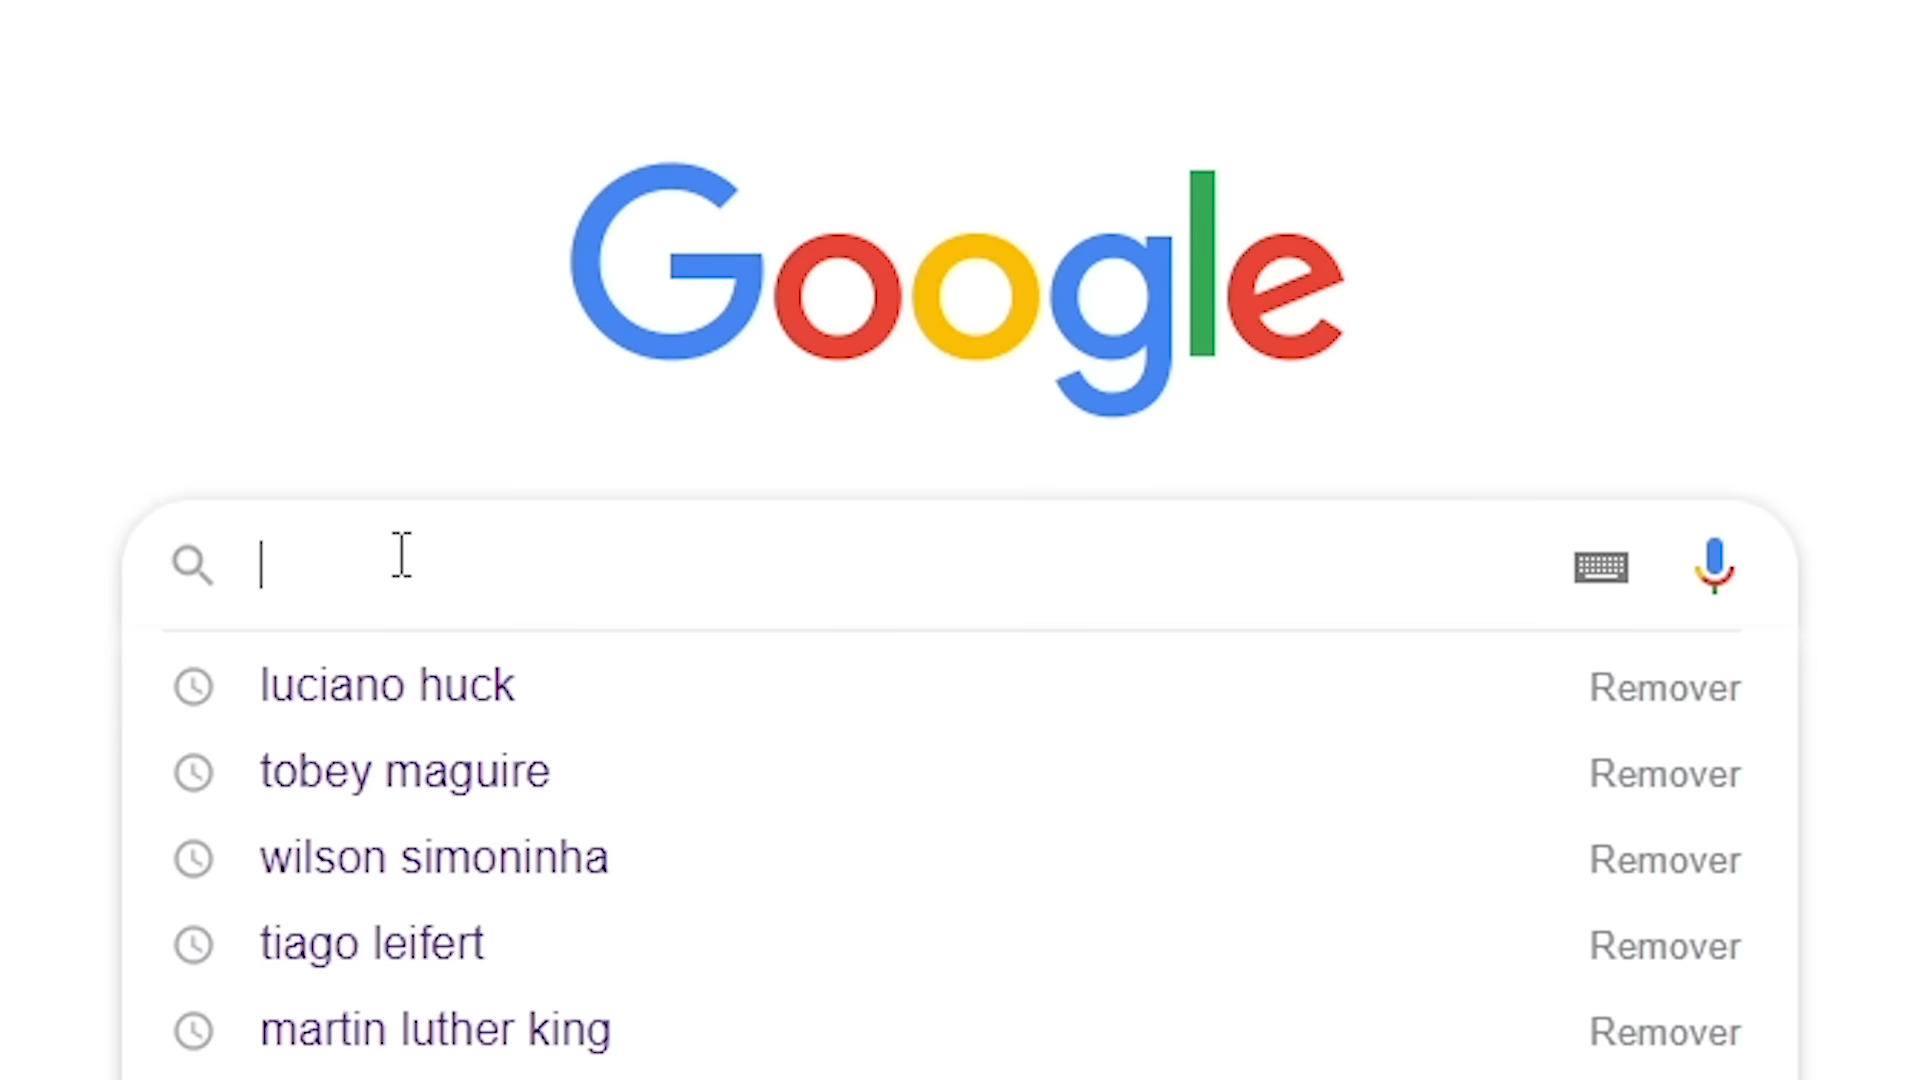 Google
luciano huck Remover
tobey maguire Remover
wilson simoninha Remover
tiago leifert Remover
martin luther king Remover